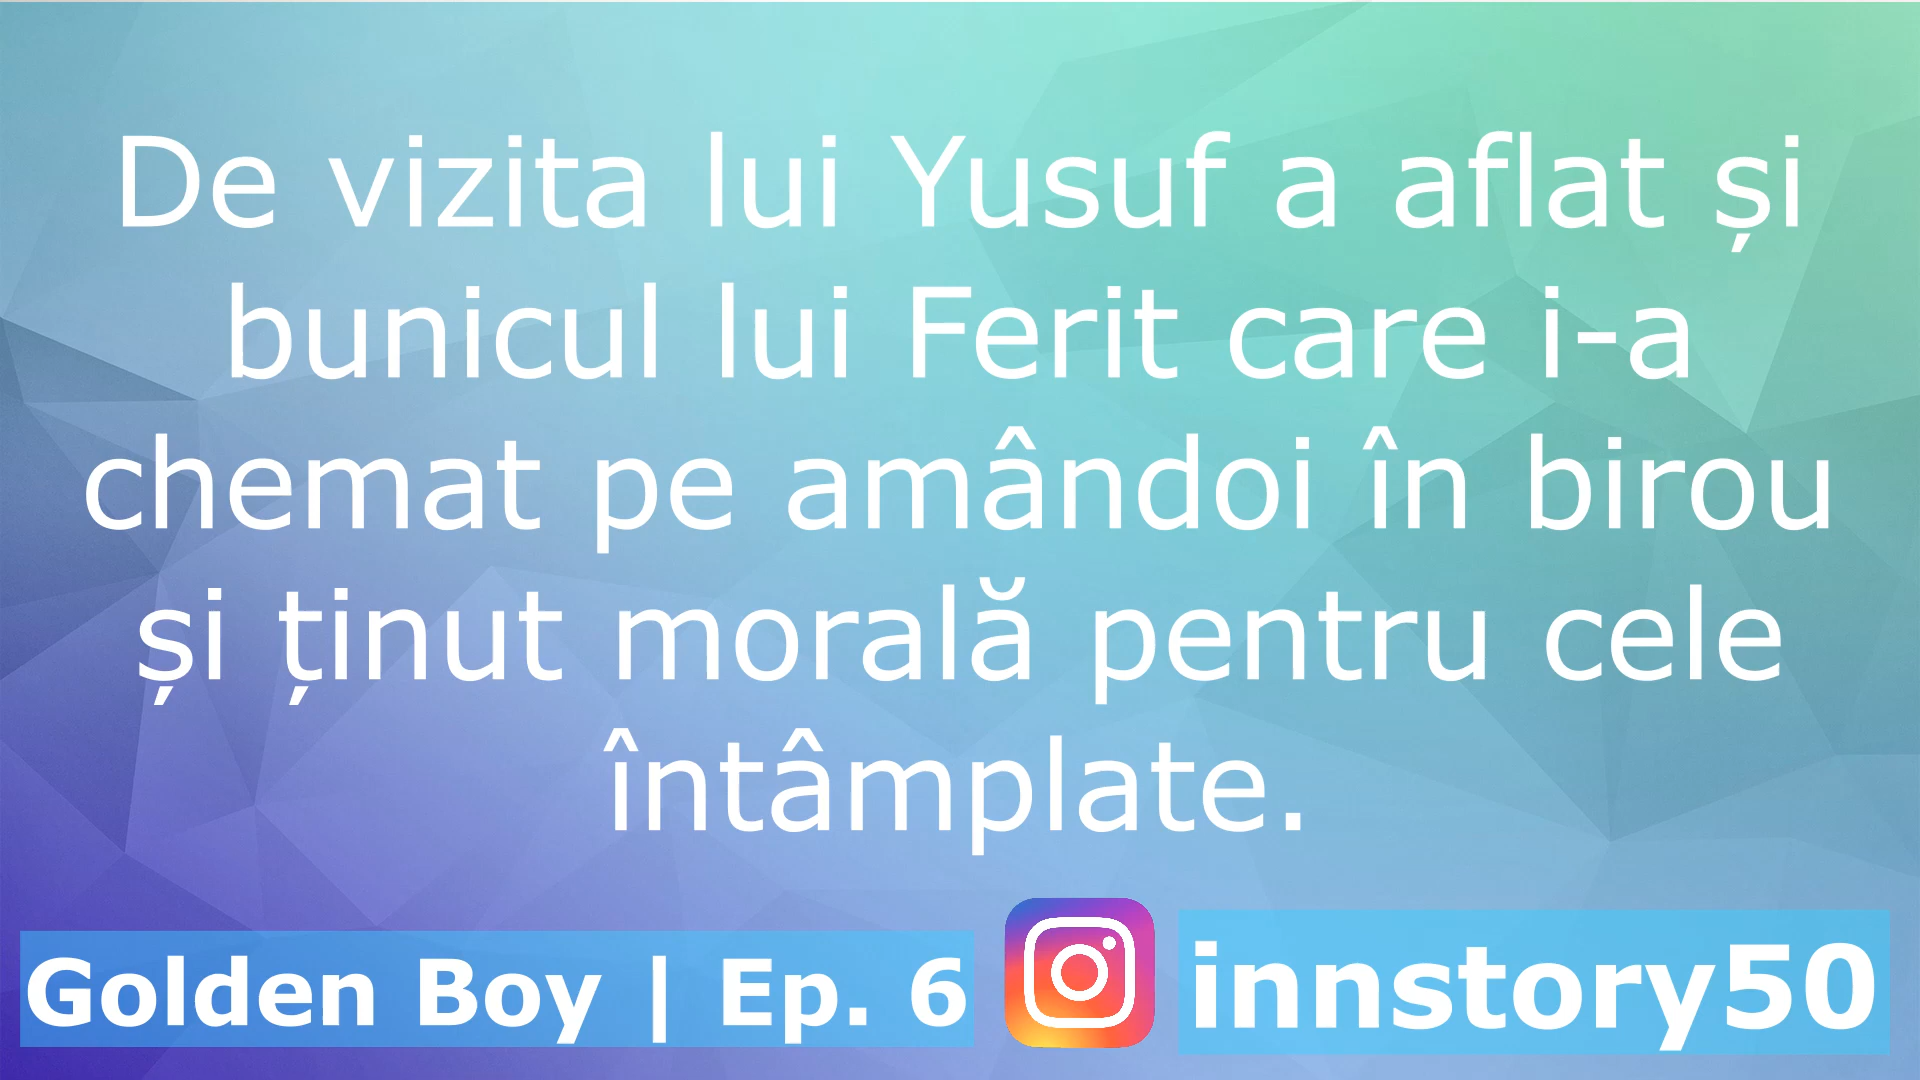 De vizita lui Yusuf a aflat și
bunicul lui Ferit care i-a
chemat pe amândoi în birou
și ținut morală pentru cele
întâmplate.
Golden Boy | Ep. 6
innstory50